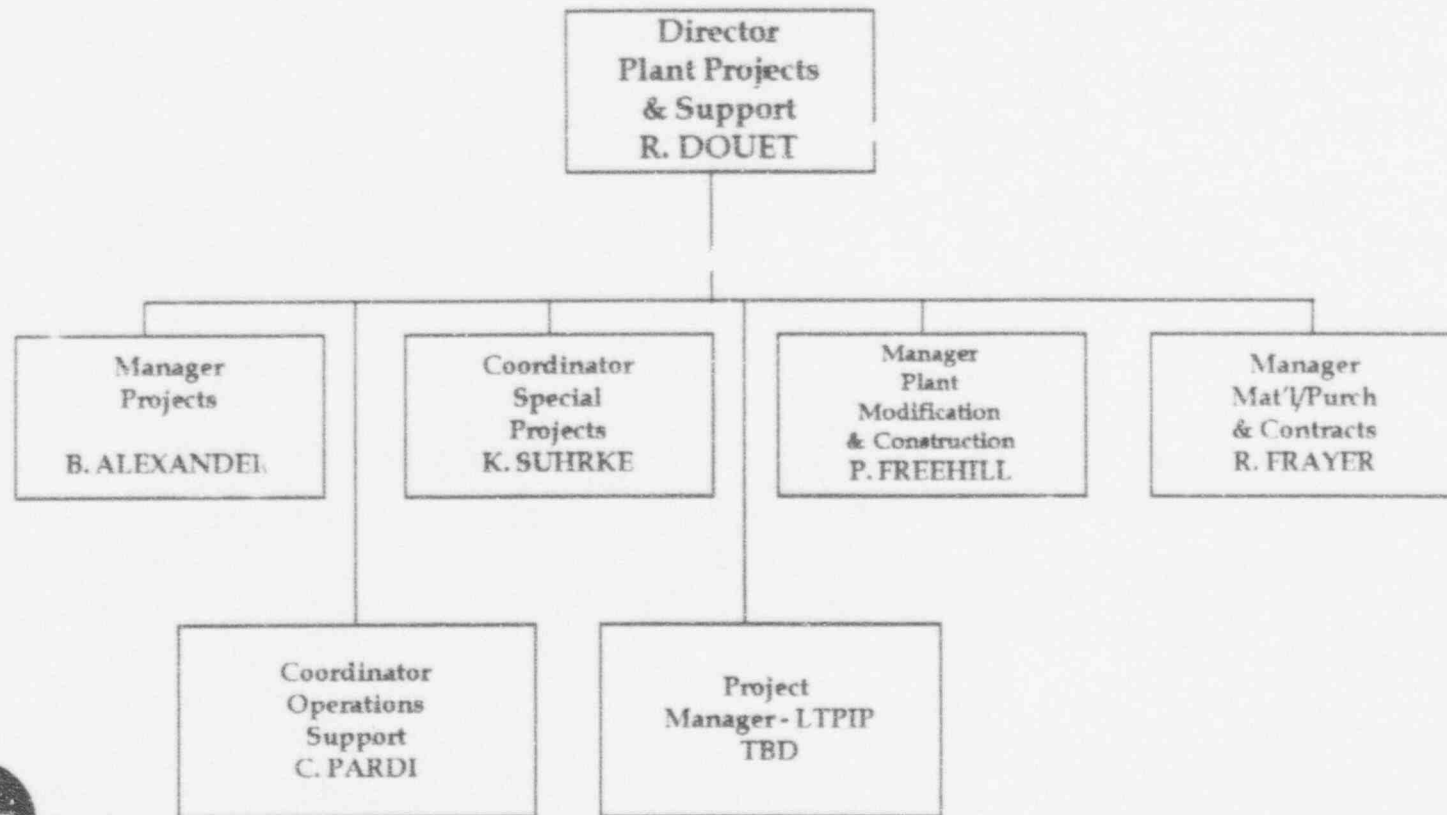 Director
Plant Projects
& Support
R. DOUET
Manager
Projects
B. ALEXANDER
Coordinator
Special
Projects
K. SUHRKE
Manager
Plant
Modification
& Construction
P. FREEHILL
Manager
Mat'l/Purch
& Contracts
R. FRAYER
Coordinator
Operations
Support
C. PARDI
Project
Manager - LTPIP
TBD